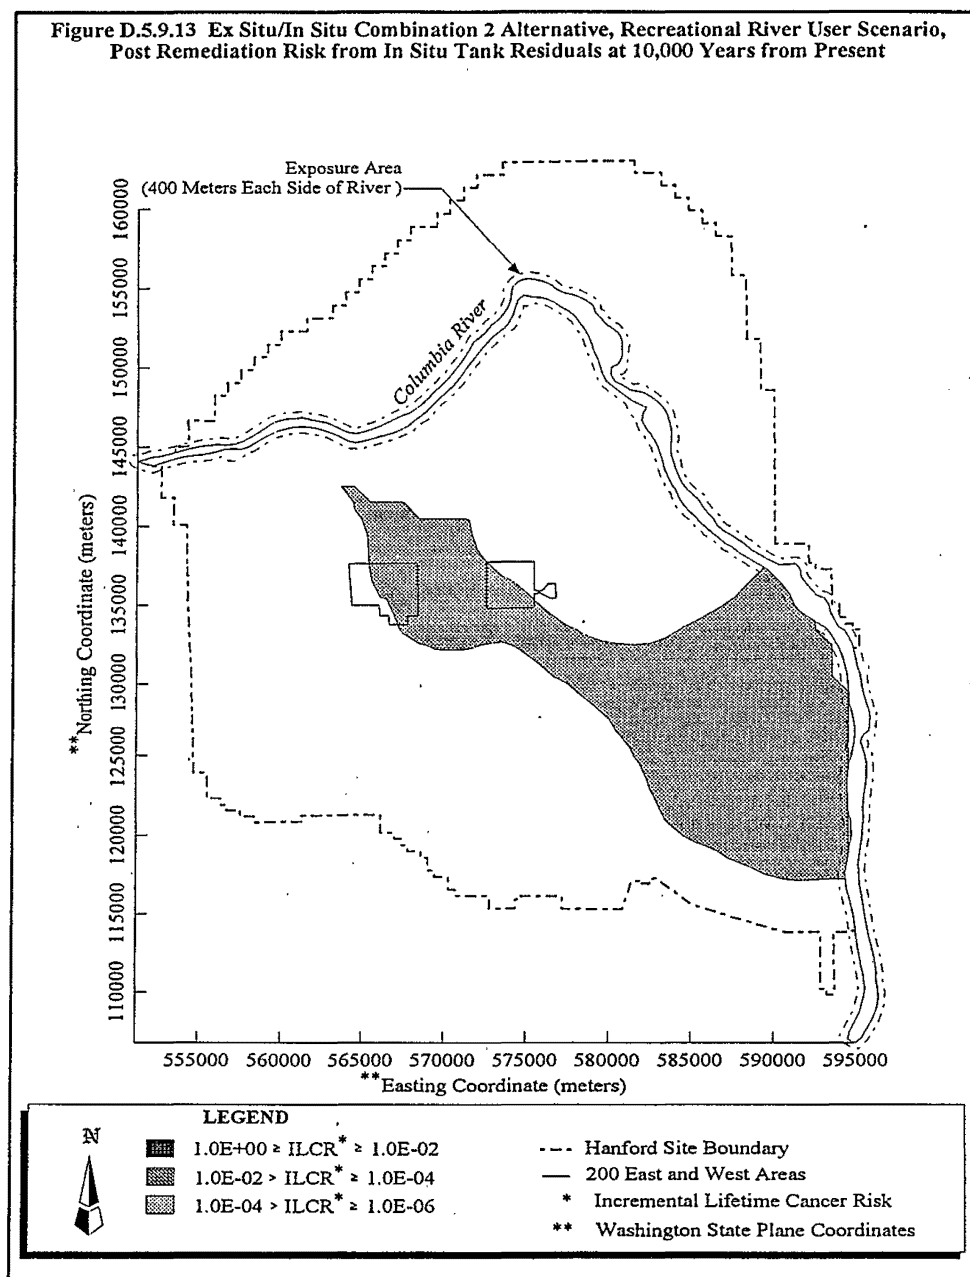 Figure D.5.9.13 Ex Situ/In Situ Combination 2 Alternative, Recreational River User Scenario,
Post Remediation Risk from In Situ Tank Residuals at 10,000 Years from Present
Exposure Area
(400 Meters Each Side of River )
Columbia River
**Northing Coordinate (meters)
160000
155000
150000
145000
140000
135000
130000
125000
120000
115000
110000
555000 560000 565000 570000 575000 580000 585000 590000 595000
**Easting Coordinate (meters)
LEGEND
N
1.0E+00 ≥ ILCR* ≥ 1.0E-02
1.0E-02 > ILCR* ≥ 1.0E-04
1.0E-04 > ILCR* ≥ 1.0E-06
Hanford Site Boundary
200 East and West Areas
* Incremental Lifetime Cancer Risk
** Washington State Plane Coordinates